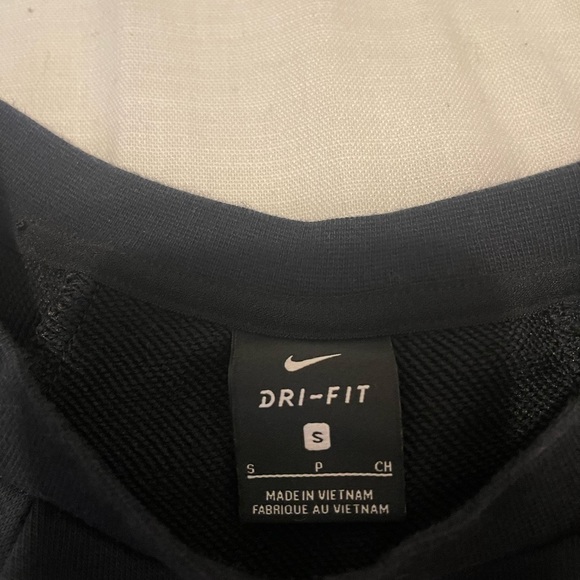 DRI-FIT
S
S P CH
MADE IN VIETNAM
FABRIQUE AU VIETNAM